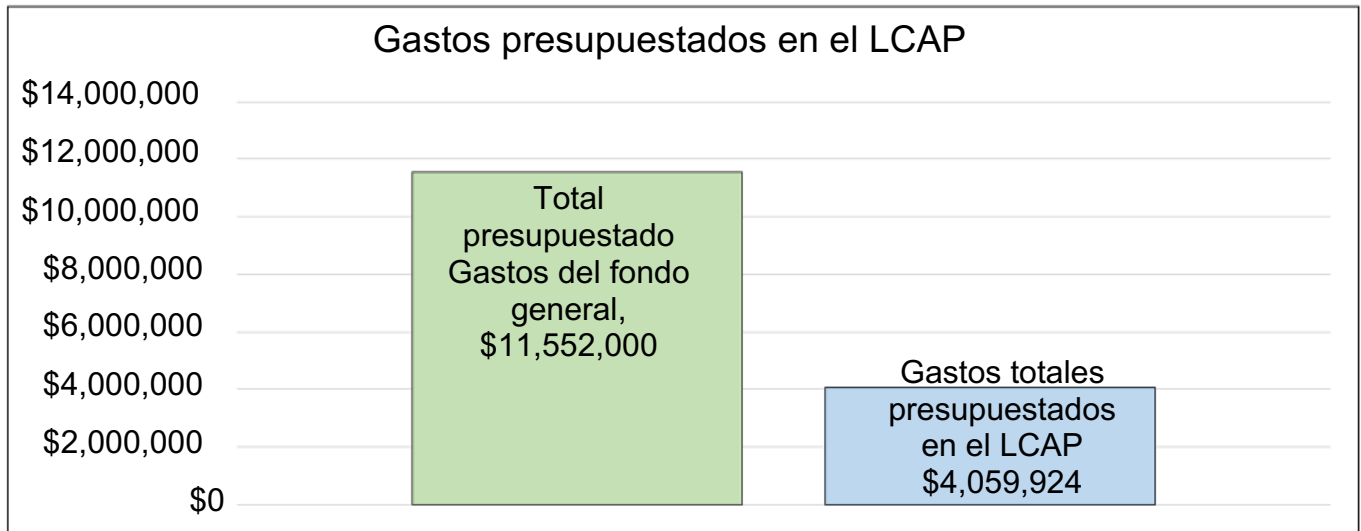 Gastos presupuestados en el LCAP
$14,000,000
$12,000,000
$10,000,000
$8,000,000
$6,000,000
$4,000,000
$2,000,000
$0
Total
presupuestado
Gastos del fondo
general,
$11,552,000
Gastos totales
presupuestados
en el LCAP
$4,059,924